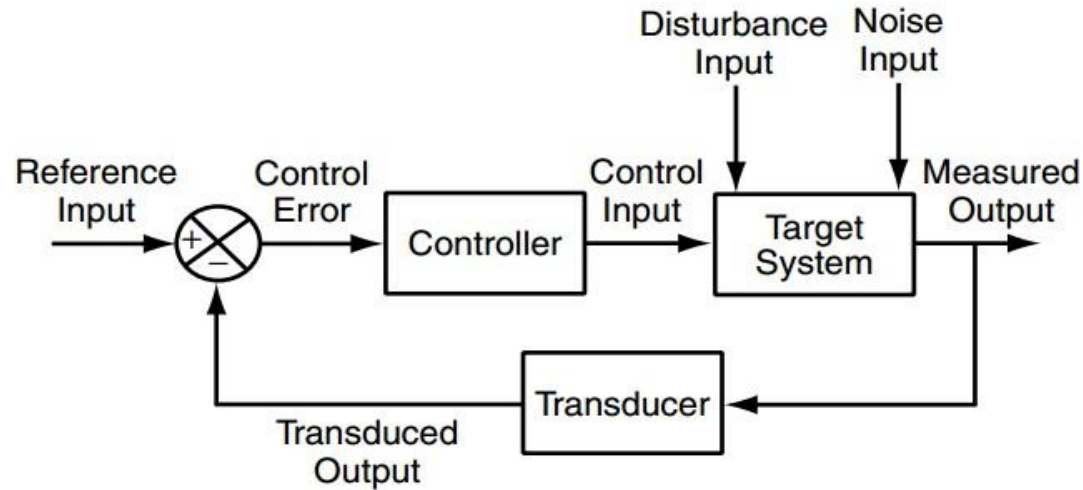 Disturbance
Input
Noise
Input
Reference
Input
Control
Error
Control
Input
Measured
Output
+
−
Controller
Target
System
Transducer
Transduced
Output